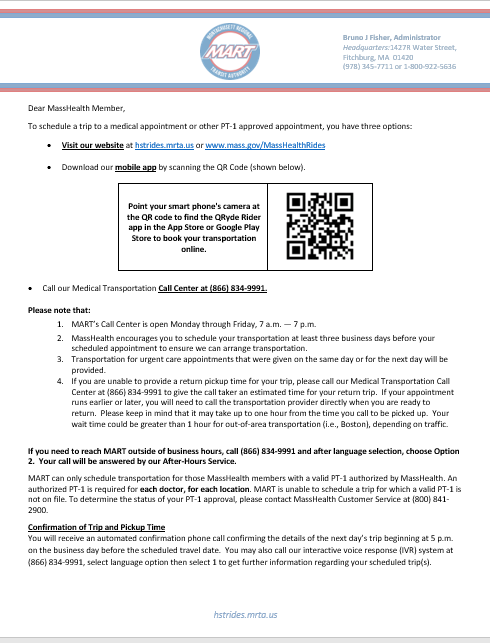 MONTACHUSETT REGIONAL
MART
TRANSIT AUTHORITY
Bruno J Fisher, Administrator
Headquarters:1427R Water Street,
Fitchburg, MA 01420
(978) 345-7711 or 1-800-922-5636
Dear MassHealth Member,
To schedule a trip to a medical appointment or other PT-1 approved appointment, you have three options:
• Visit our website at hstrides.mrta.us or www.mass.gov/MassHealthRides
• Download our mobile app by scanning the QR Code (shown below).
Point your smart phone's camera at
the QR code to find the QRyde Rider
app in the App Store or Google Play
Store to book your transportation
online.
• Call our Medical Transportation Call Center at (866) 834-9991.
Please note that:
1. MART's Call Center is open Monday through Friday, 7 a.m. — 7 p.m.
2. MassHealth encourages you to schedule your transportation at least three business days before your
scheduled appointment to ensure we can arrange transportation.
3. Transportation for urgent care appointments that were given on the same day or for the next day will be
provided.
4. If you are unable to provide a return pickup time for your trip, please call our Medical Transportation Call
Center at (866) 834-9991 to give the call taker an estimated time for your return trip. If your appointment
runs earlier or later, you will need to call the transportation provider directly when you are ready to
return. Please keep in mind that it may take up to one hour from the time you call to be picked up. Your
wait time could be greater than 1 hour for out-of-area transportation (i.e., Boston), depending on traffic.
If you need to reach MART outside of business hours, call (866) 834-9991 and after language selection, choose Option
2. Your call will be answered by our After-Hours Service.
MART can only schedule transportation for those MassHealth members with a valid PT-1 authorized by MassHealth. An
authorized PT-1 is required for each doctor, for each location. MART is unable to schedule a trip for which a valid PT-1 is
not on file. To determine the status of your PT-1 approval, please contact MassHealth Customer Service at (800) 841-
2900.
Confirmation of Trip and Pickup Time
You will receive an automated confirmation phone call confirming the details of the next day's trip beginning at 5 p.m.
on the business day before the scheduled travel date. You may also call our interactive voice response (IVR) system at
(866) 834-9991, select language option then select 1 to get further information regarding your scheduled trip(s).
hstrides.mrta.us